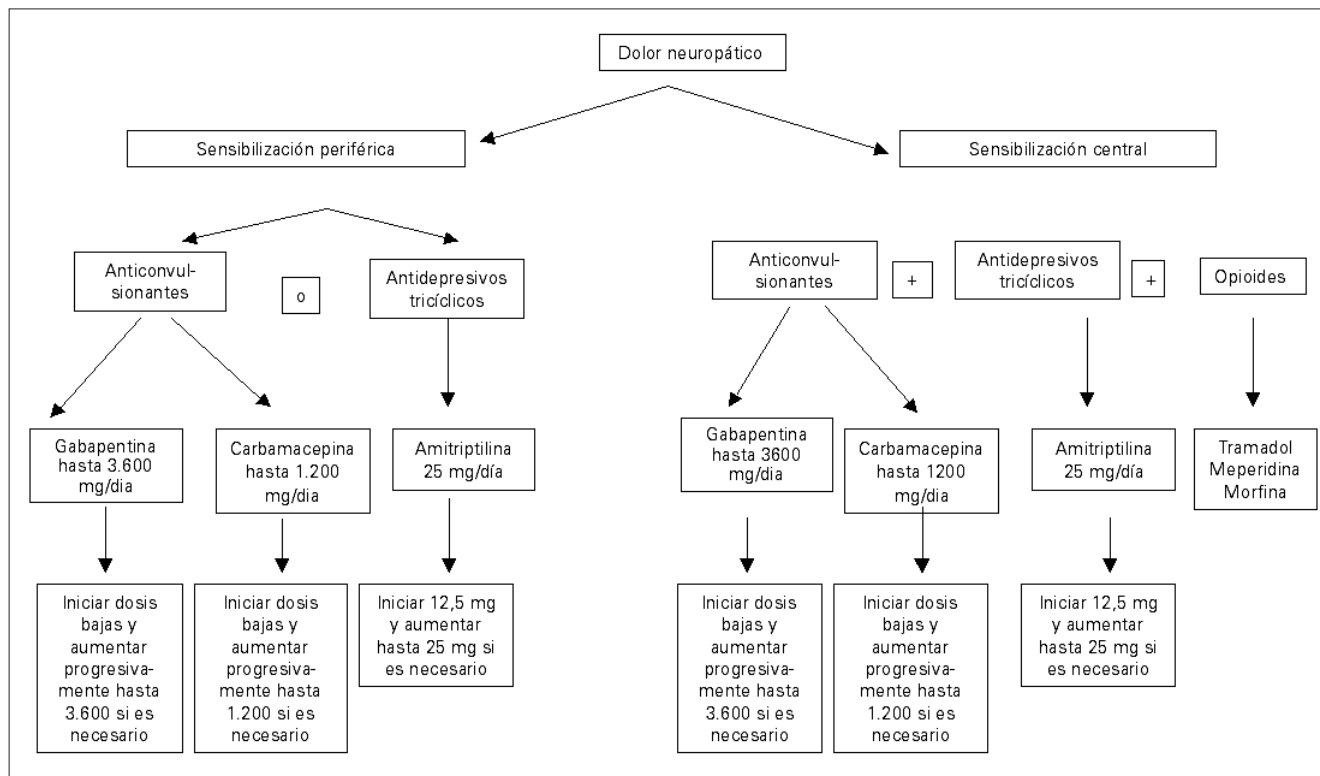 Dolor neuropático
Sensibilización periférica
Sensibilización central
Anticonvul-
sionantes
o
Antidepresivos
tricíclicos
Anticonvul-
sionantes
+
Antidepresivos
tricíclicos
+
Opioides
Gabapentina
hasta 3.600
mg/dia
Carbamacepina
hasta 1.200
mg/dia
Amitriptilina
25 mg/día
Gabapentina
hasta 3600
mg/dia
Carbamacepina
hasta 1200
mg/dia
Amitriptilina
25 mg/día
Tramadol
Meperidina
Morfina
Iniciar dosis
bajas y
aumentar
progresiva-
mente hasta
3.600 si es
necesario
Iniciar dosis
bajas y
aumentar
progresiva-
mente hasta
1.200 si es
necesario
Iniciar 12,5 mg
y aumentar
hasta 25 mg si
es necesario
Iniciar dosis
bajas y
aumentar
progresiva-
mente hasta
3.600 si es
necesario
Iniciar dosis
bajas y
aumentar
progresiva-
mente hasta
1.200 si es
necesario
Iniciar 12,5 mg
y aumentar
hasta 25 mg si
es necesario